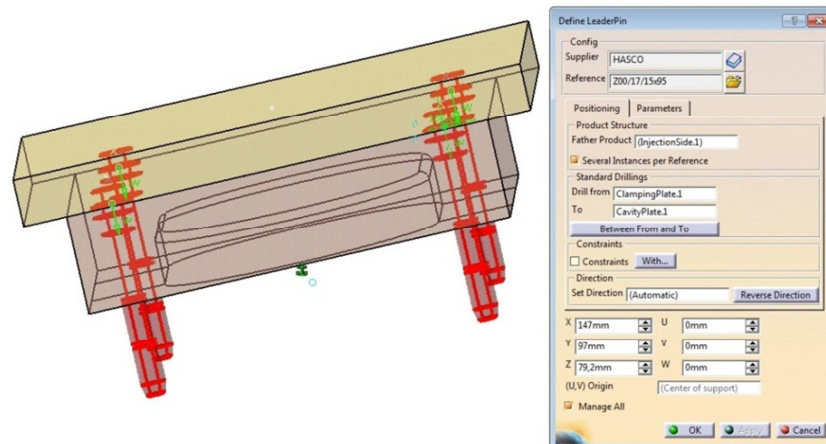 Define LeaderPin
Config
Supplier HASCO
Reference Z00/17/15x95
Positioning Parameters
Product Structure
Father Product (InjectionSide.1)
Several Instances per Reference
Standard Drillings
Drill from ClampingPlate.1
To CavityPlate.1
Between From and To
Constraints
Constraints With...
Direction
Set Direction (Automatic) Reverse Direction
X 147mm U 0mm
Y 97mm V 0mm
Z 79,2mm W 0mm
(U,V) Origin (Center of support)
Manage All
OK Apply Cancel